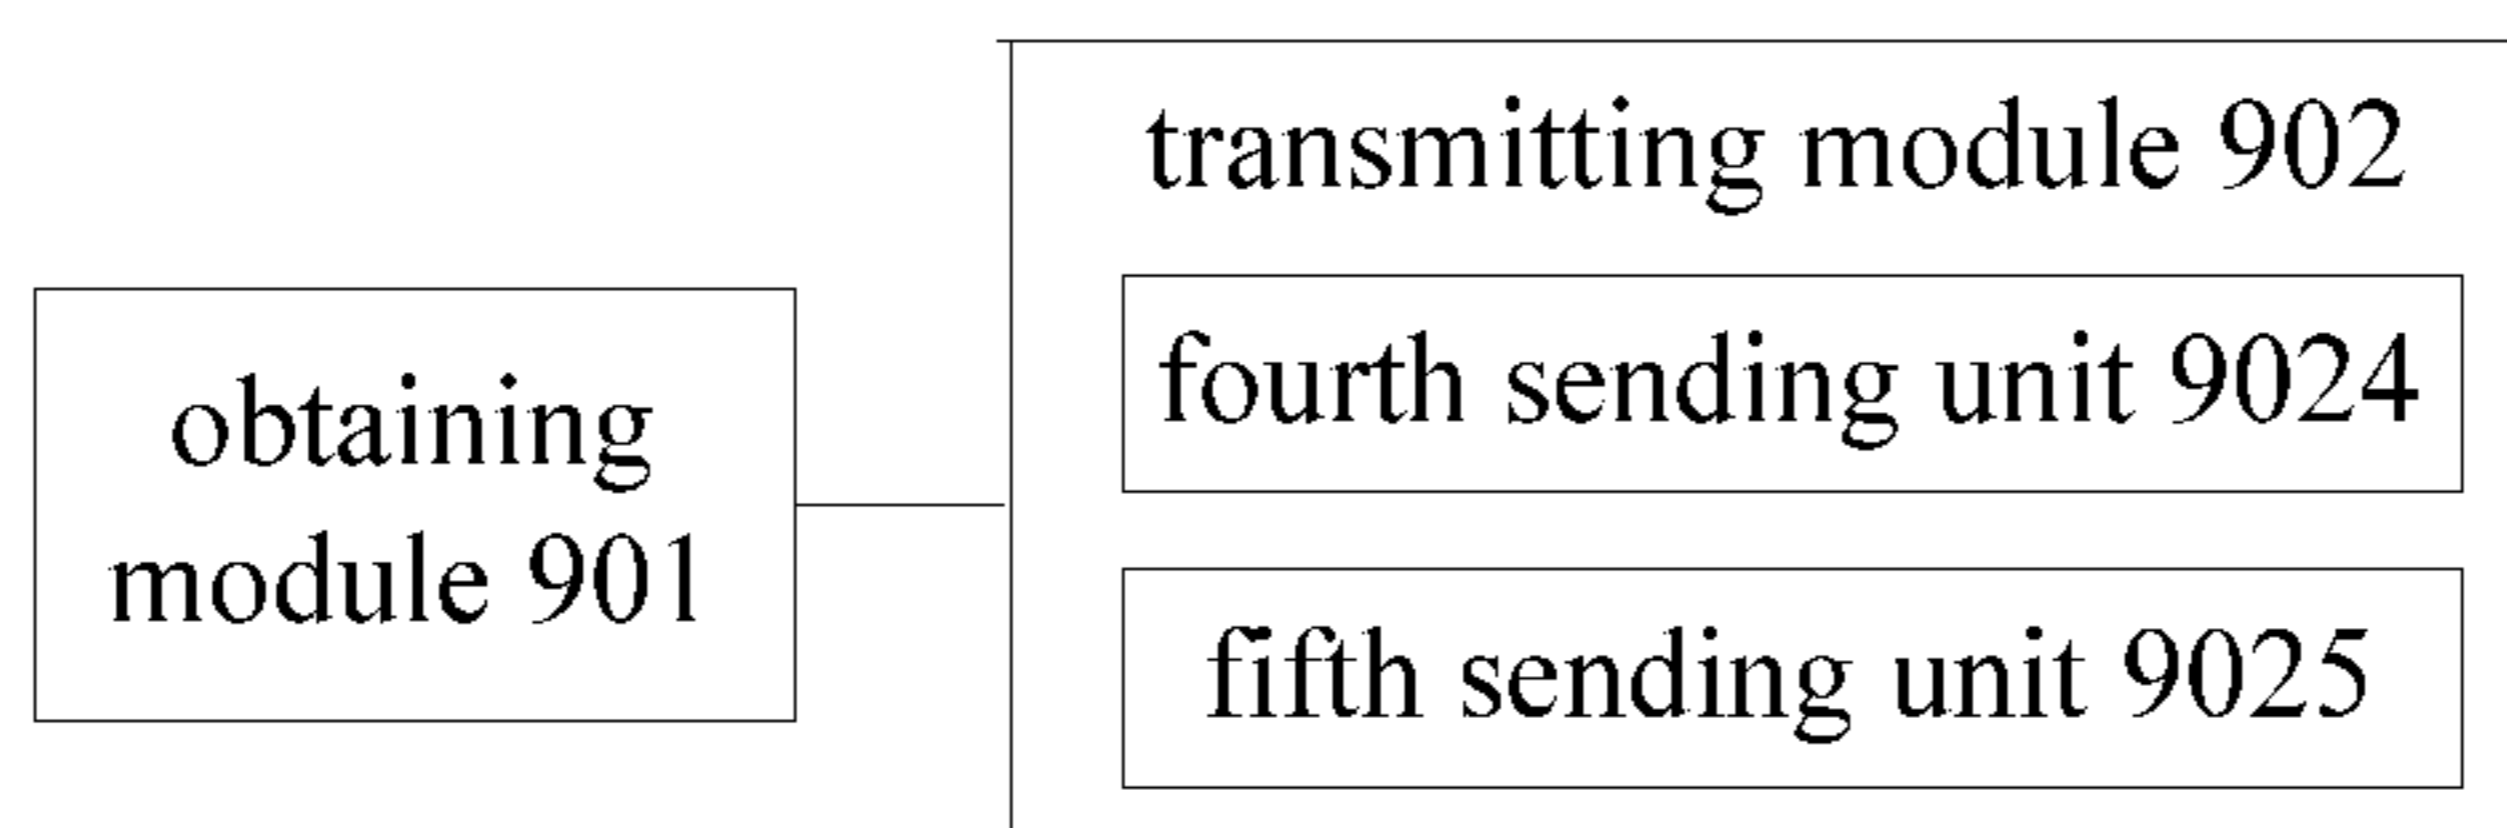 obtaining
module 901
transmitting module 902
fourth sending unit 9024
fifth sending unit 9025